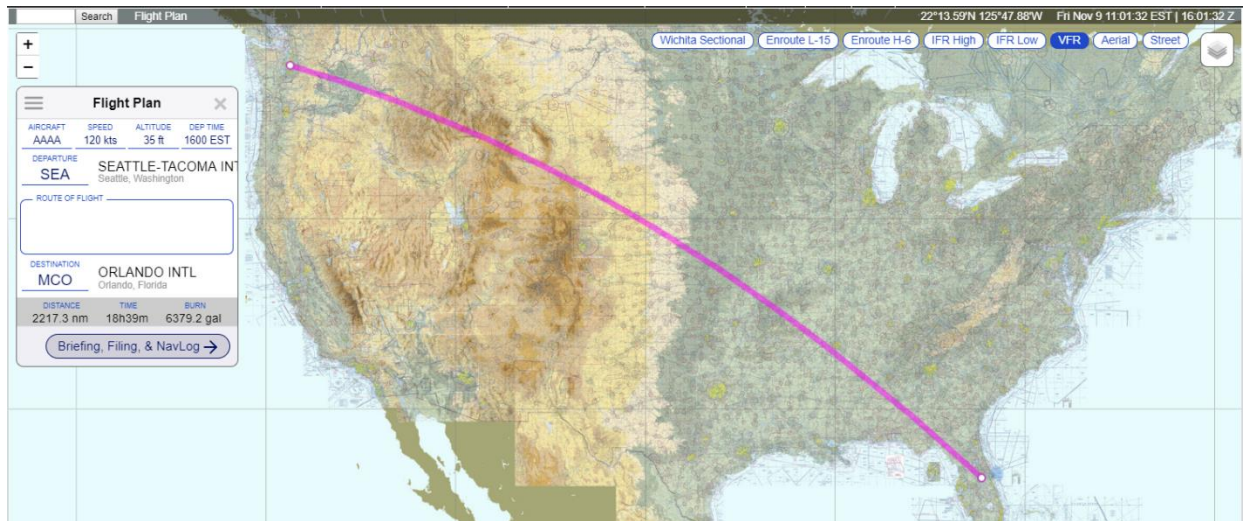 Search Flight Plan 22°13.59'N 125°47.88'W Fri Nov 9 11:01:32 EST | 16:01:32 Z
Wichita Sectional Enroute L-15 Enroute H-6 IFR High IFR Low VFR Aerial Street
+
−
Flight Plan ×
AIRCRAFT SPEED ALTITUDE DEP TIME
AAAA 120 kts 35 ft 1600 EST
DEPARTURE
SEA SEATTLE-TACOMA INT
Seattle, Washington
ROUTE OF FLIGHT
DESTINATION
MCO ORLANDO INTL
Orlando, Florida
DISTANCE TIME BURN
2217.3 nm 18h39m 6379.2 gal
Briefing, Filing, & NavLog →